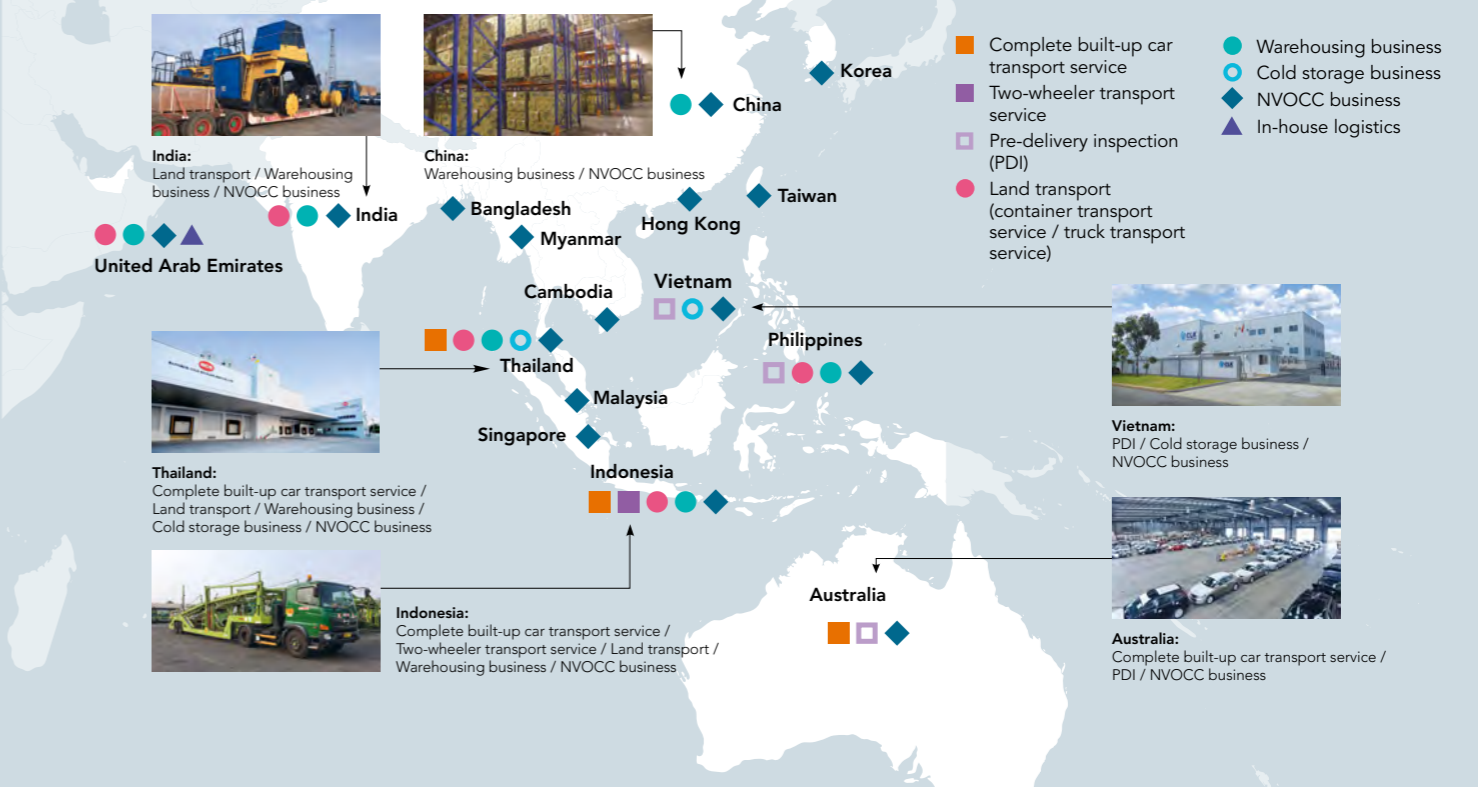 Complete built-up car
transport service
Two-wheeler transport
service
Pre-delivery inspection
(PDI)
Land transport
(container transport
service / truck transport
service)
Warehousing business
Cold storage business
NVOCC business
In-house logistics
Korea
China
India:
Land transport / Warehousing
business / NVOCC business
China:
Warehousing business / NVOCC business
India
Bangladesh
Taiwan
Hong Kong
Myanmar
United Arab Emirates
Vietnam
Cambodia
Philippines
Thailand
Malaysia
Singapore
Vietnam:
PDI / Cold storage business /
NVOCC business
Indonesia
Thailand:
Complete built-up car transport service /
Land transport / Warehousing business /
Cold storage business / NVOCC business
Australia
Indonesia:
Complete built-up car transport service /
Two-wheeler transport service / Land transport /
Warehousing business / NVOCC business
Australia:
Complete built-up car transport service /
PDI / NVOCC business